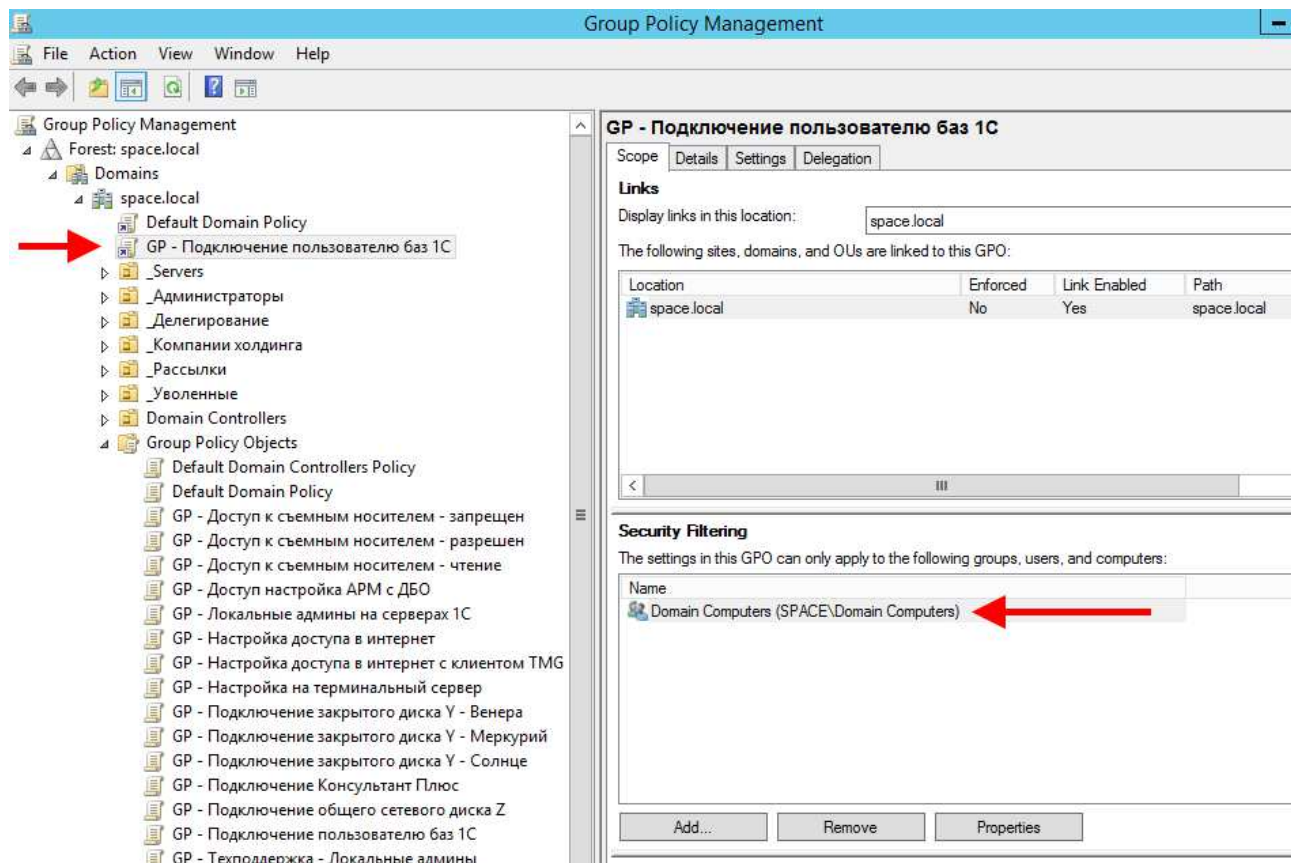 Group Policy Management
File Action View Window Help
Group Policy Management
Forest: space.local
Domains
space.local
Default Domain Policy
GP - Подключение пользователю баз 1С
_Servers
_Администраторы
_Делегирование
_Компании холдинга
_Рассылки
_Уволенные
Domain Controllers
Group Policy Objects
Default Domain Controllers Policy
Default Domain Policy
GP - Доступ к съемным носителем - запрещен
GP - Доступ к съемным носителем - разрешен
GP - Доступ к съемным носителем - чтение
GP - Доступ настройка АРМ с ДБО
GP - Локальные админы на серверах 1С
GP - Настройка доступа в интернет
GP - Настройка доступа в интернет с клиентом TMG
GP - Настройка на терминальный сервер
GP - Подключение закрытого диска Y - Венера
GP - Подключение закрытого диска Y - Меркурий
GP - Подключение закрытого диска Y - Солнце
GP - Подключение Консультант Плюс
GP - Подключение общего сетевого диска Z
GP - Подключение пользователю баз 1С
GP - Техподдержка - Локальные админы
GP - Подключение пользователю баз 1С
Scope Details Settings Delegation
Links
Display links in this location: space.local
The following sites, domains, and OUs are linked to this GPO:
Location Enforced Link Enabled Path
space.local No Yes space.local
Security Filtering
The settings in this GPO can only apply to the following groups, users, and computers:
Name
Domain Computers (SPACE\Domain Computers)
Add... Remove Properties